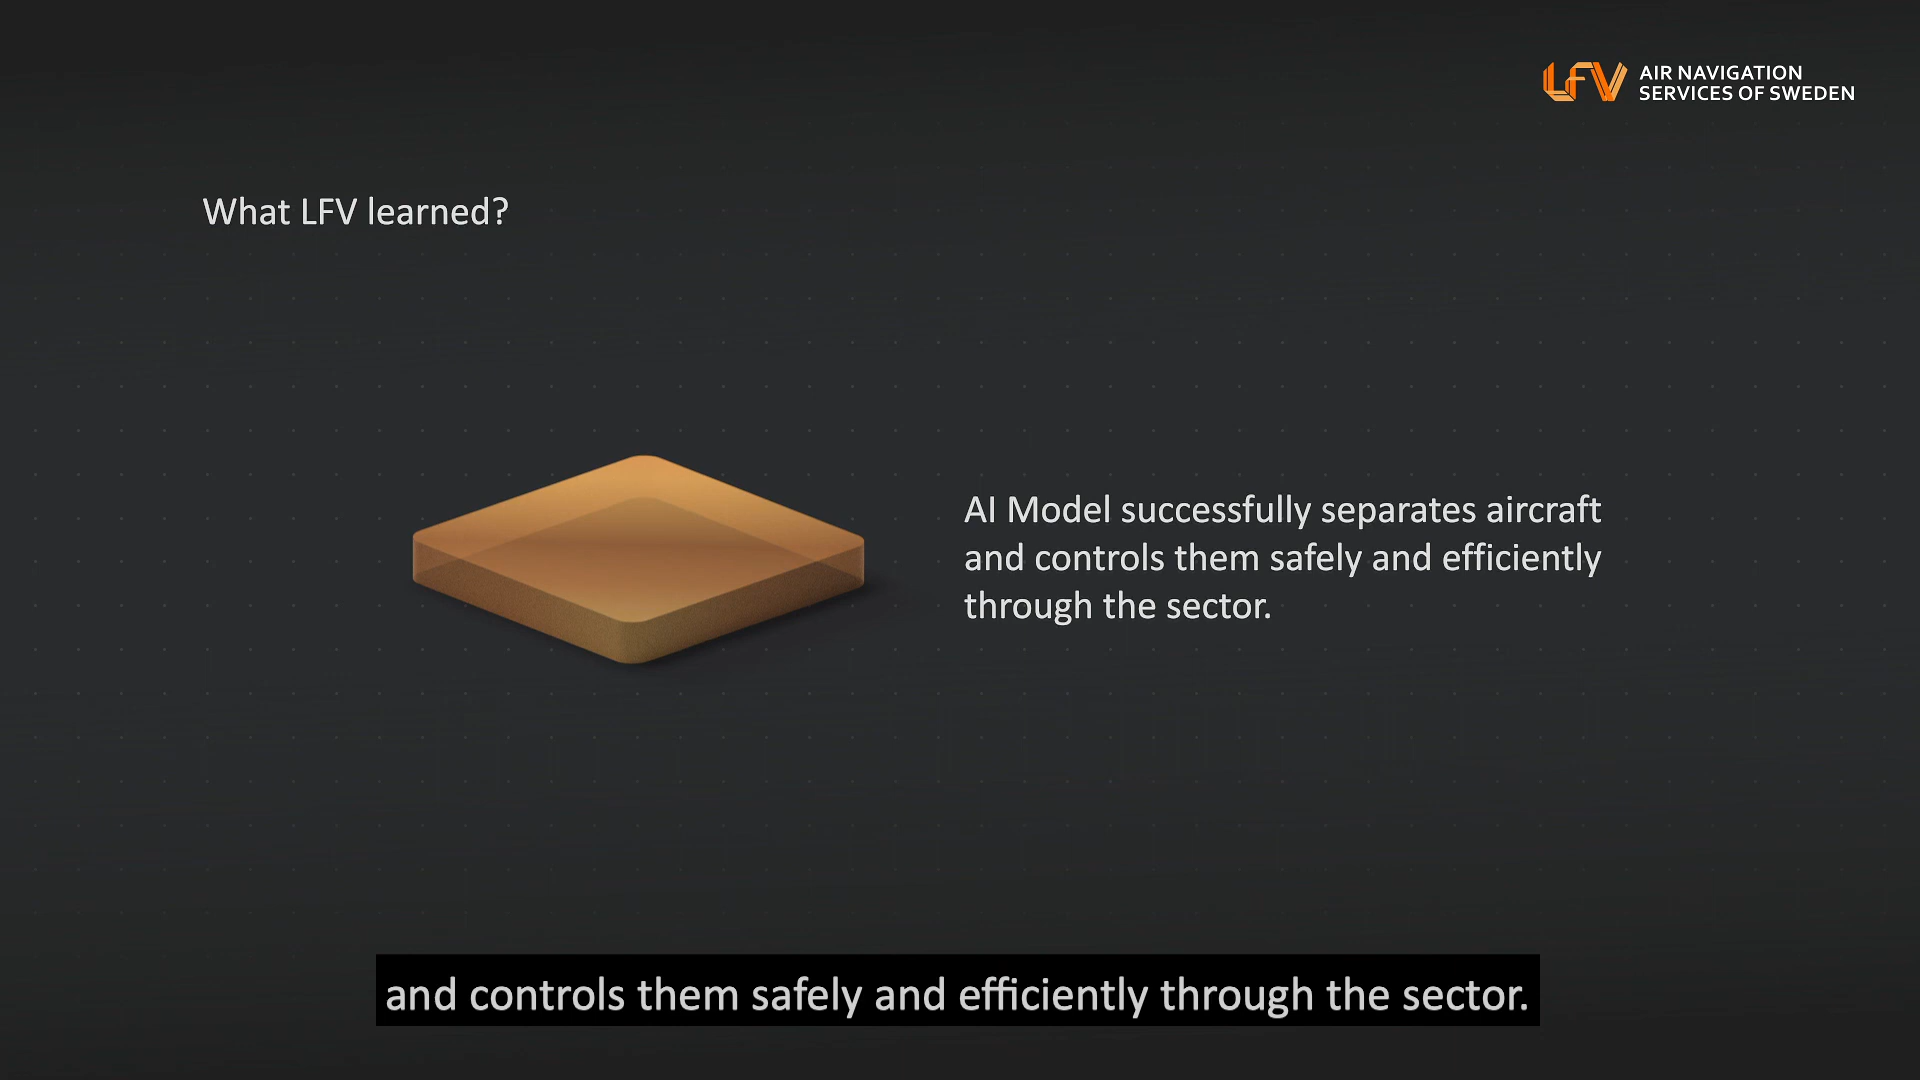 LFV AIR NAVIGATION
SERVICES OF SWEDEN
What LFV learned?
AI Model successfully separates aircraft
and controls them safely and efficiently
through the sector.
and controls them safely and efficiently through the sector.